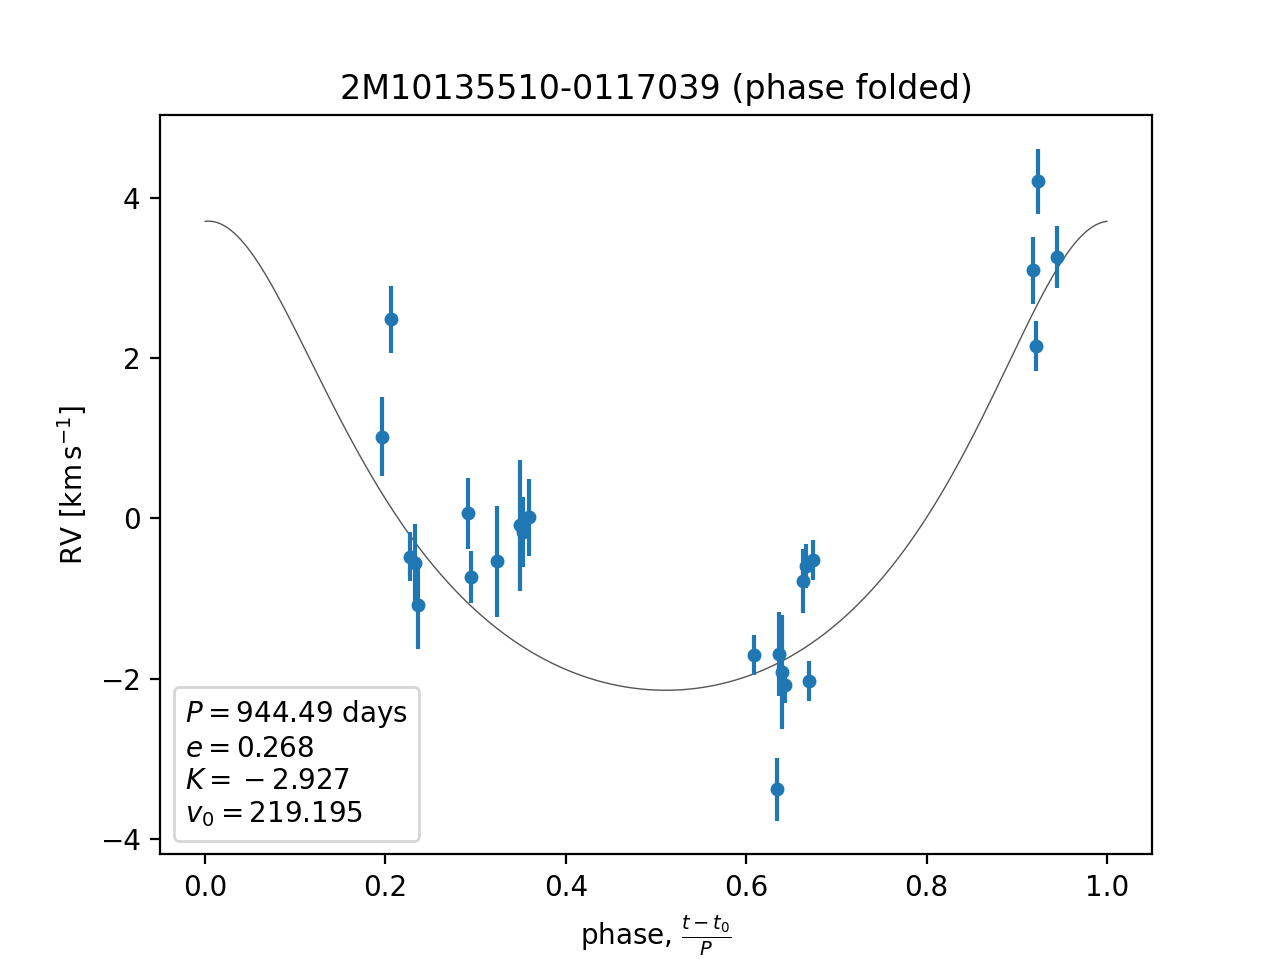 2M10135510-0117039 (phase folded)
RV [km s⁻¹]
4
2
0
−2
−4
P = 944.49 days
e = 0.268
K = −2.927
v₀ = 219.195
0.0 0.2 0.4 0.6 0.8 1.0
phase, (t − t₀)/P